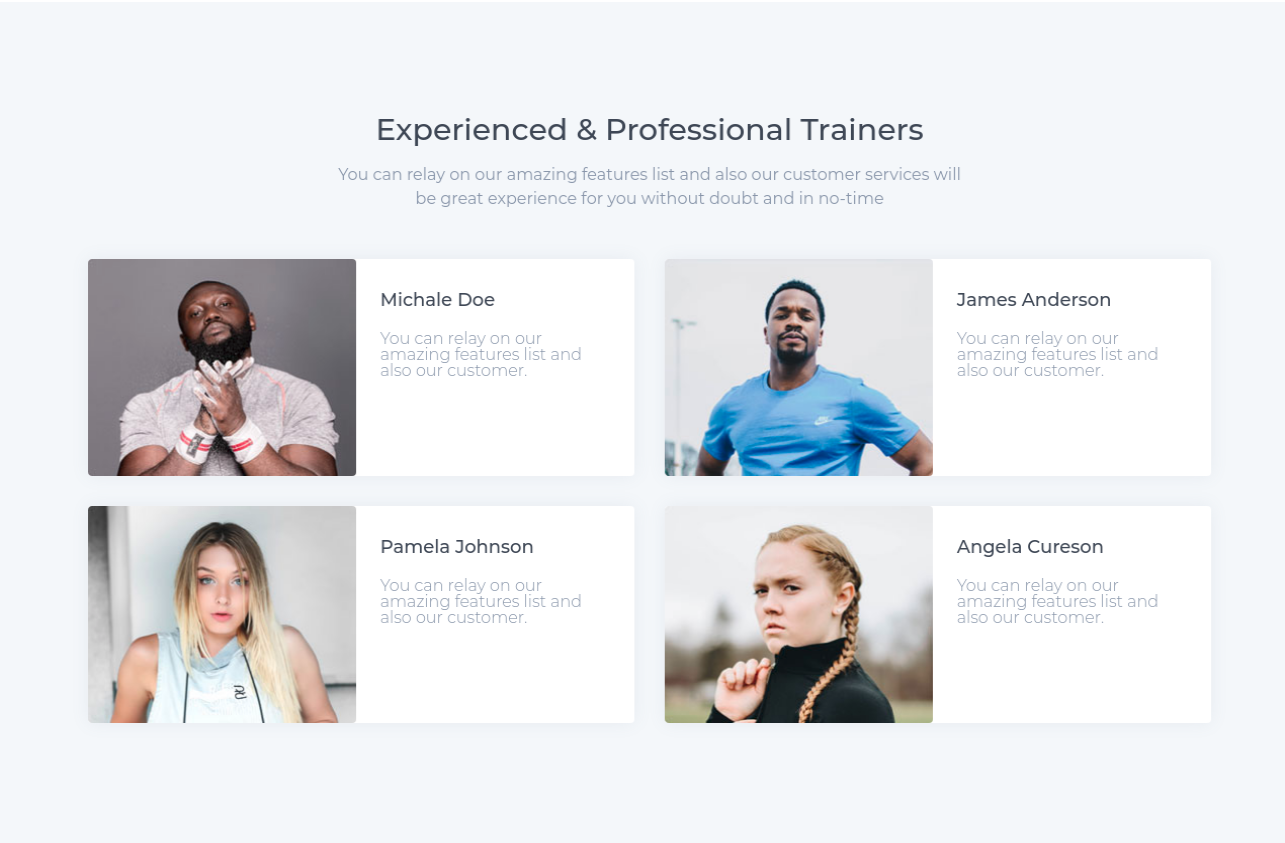 Experienced & Professional Trainers
You can relay on our amazing features list and also our customer services will
be great experience for you without doubt and in no-time
Michale Doe
You can relay on our
amazing features list and
also our customer.
James Anderson
You can relay on our
amazing features list and
also our customer.
Pamela Johnson
You can relay on our
amazing features list and
also our customer.
Angela Cureson
You can relay on our
amazing features list and
also our customer.